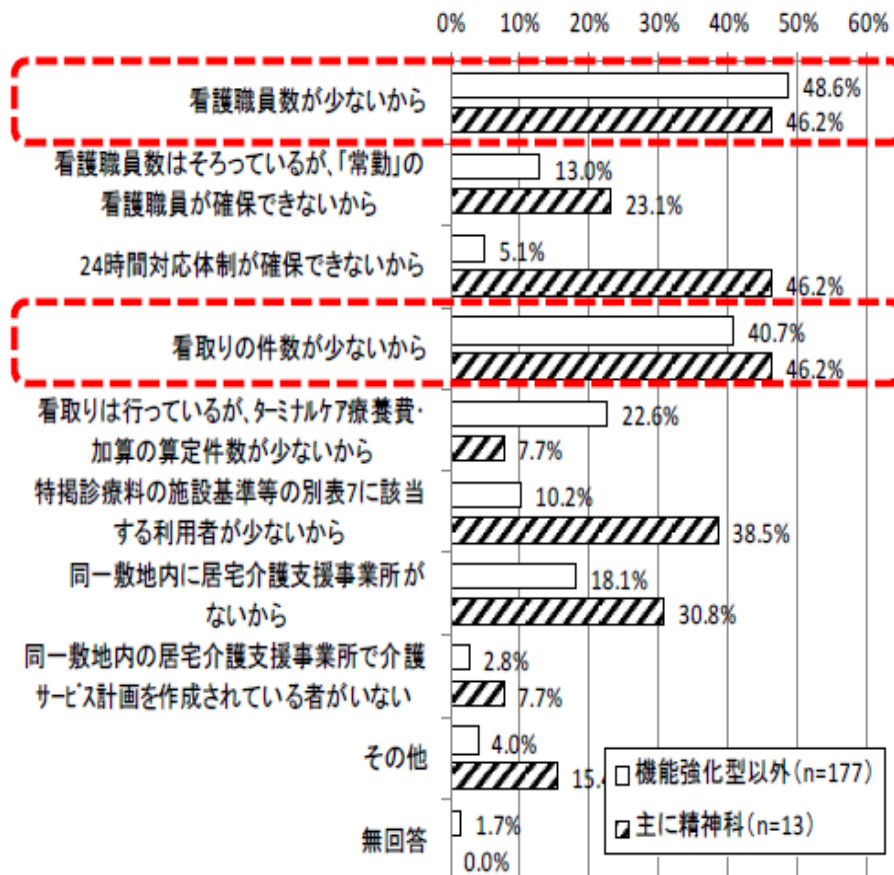 0% 10% 20% 30% 40% 50% 60%
看護職員数が少ないから
48.6%
46.2%
看護職員数はそろっているが、「常勤」の
看護職員が確保できないから
13.0%
23.1%
24時間対応体制が確保できないから
5.1%
46.2%
看取りの件数が少ないから
40.7%
46.2%
看取りは行っているが、ターミナルケア療養費・
加算の算定件数が少ないから
22.6%
7.7%
特掲診療料の施設基準等の別表7に該当
する利用者が少ないから
10.2%
38.5%
同一敷地内に居宅介護支援事業所が
ないから
18.1%
30.8%
同一敷地内の居宅介護支援事業所で介護
サービス計画を作成されている者がいない
2.8%
7.7%
その他
4.0%
無回答
1.7%
0.0%
機能強化型以外(n=177)
主に精神科(n=13)